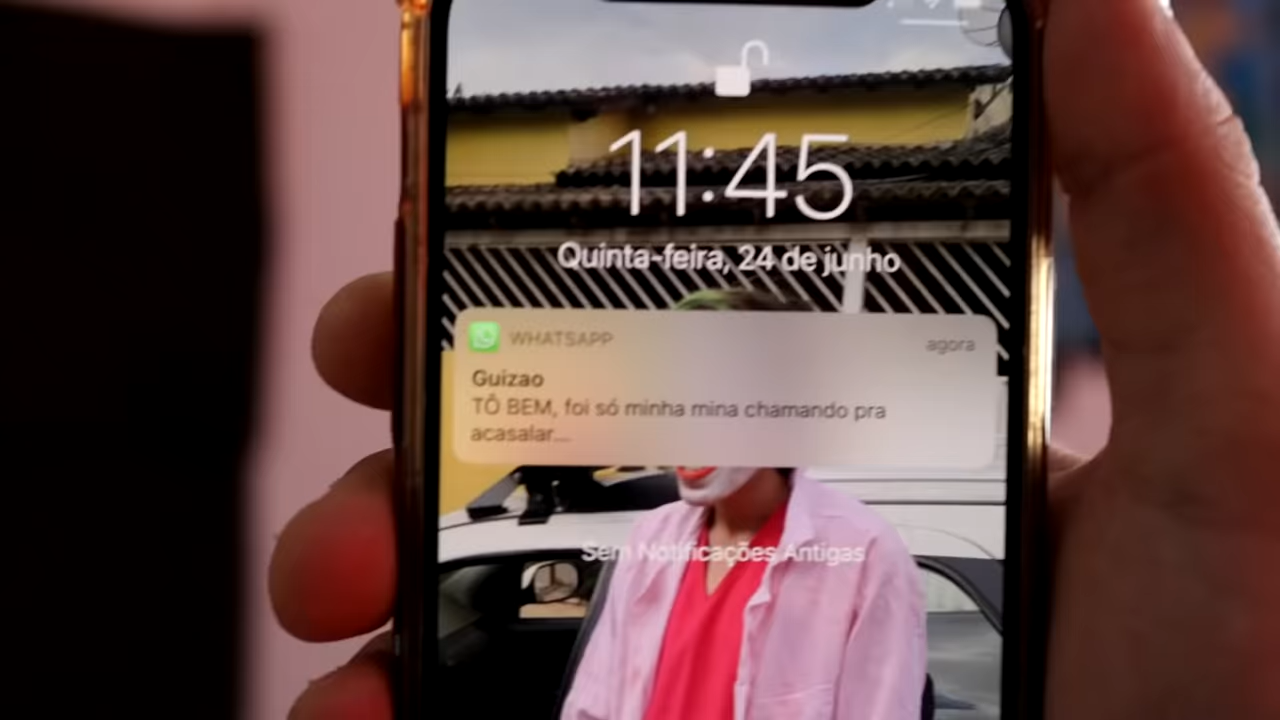 11:45
Quinta-feira, 24 de junho
WHATSAPP agora
Guizao
TÔ BEM, foi só minha mina chamando pra
acasalar...
Sem Notificações Antigas